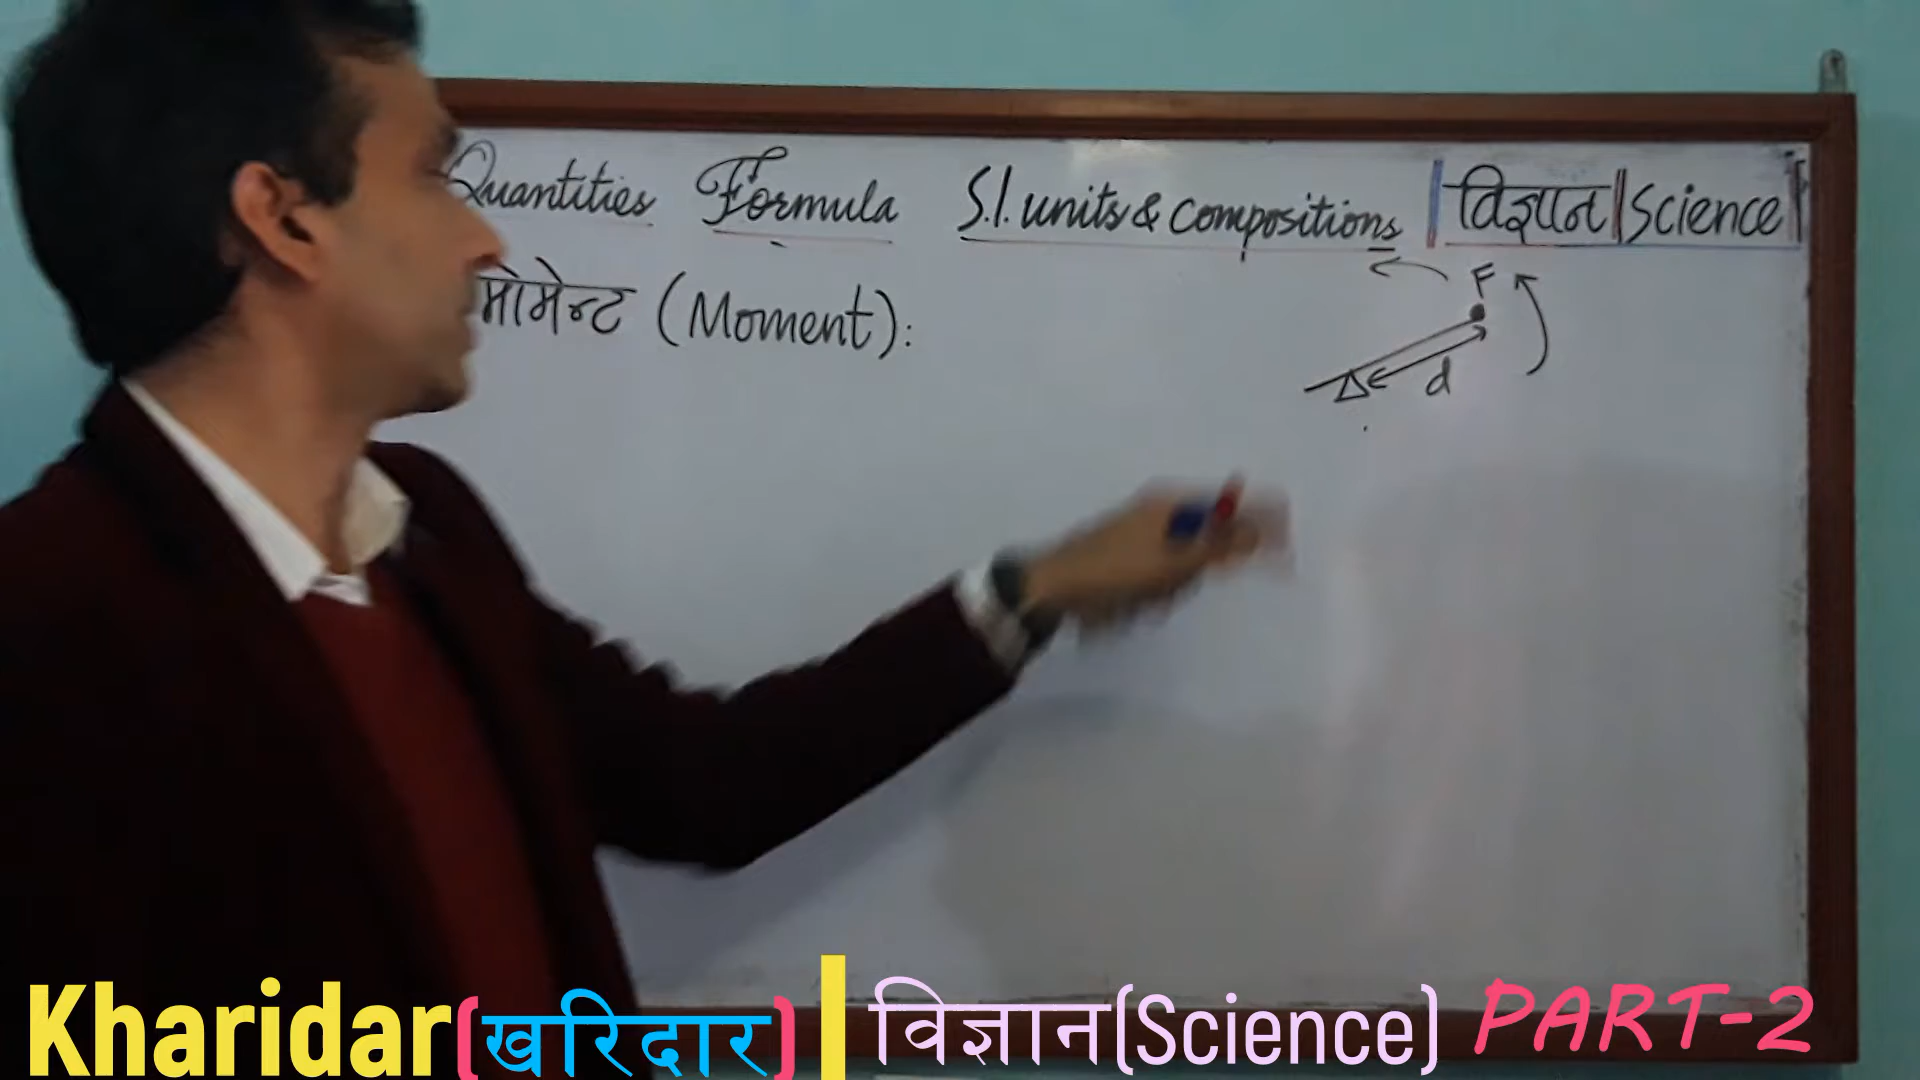 Quantities Formula S.I. units & compositions विज्ञान Science
मोमेन्ट (Moment):
F
d
Kharidar(खरिदार) विज्ञान(Science) PART-2